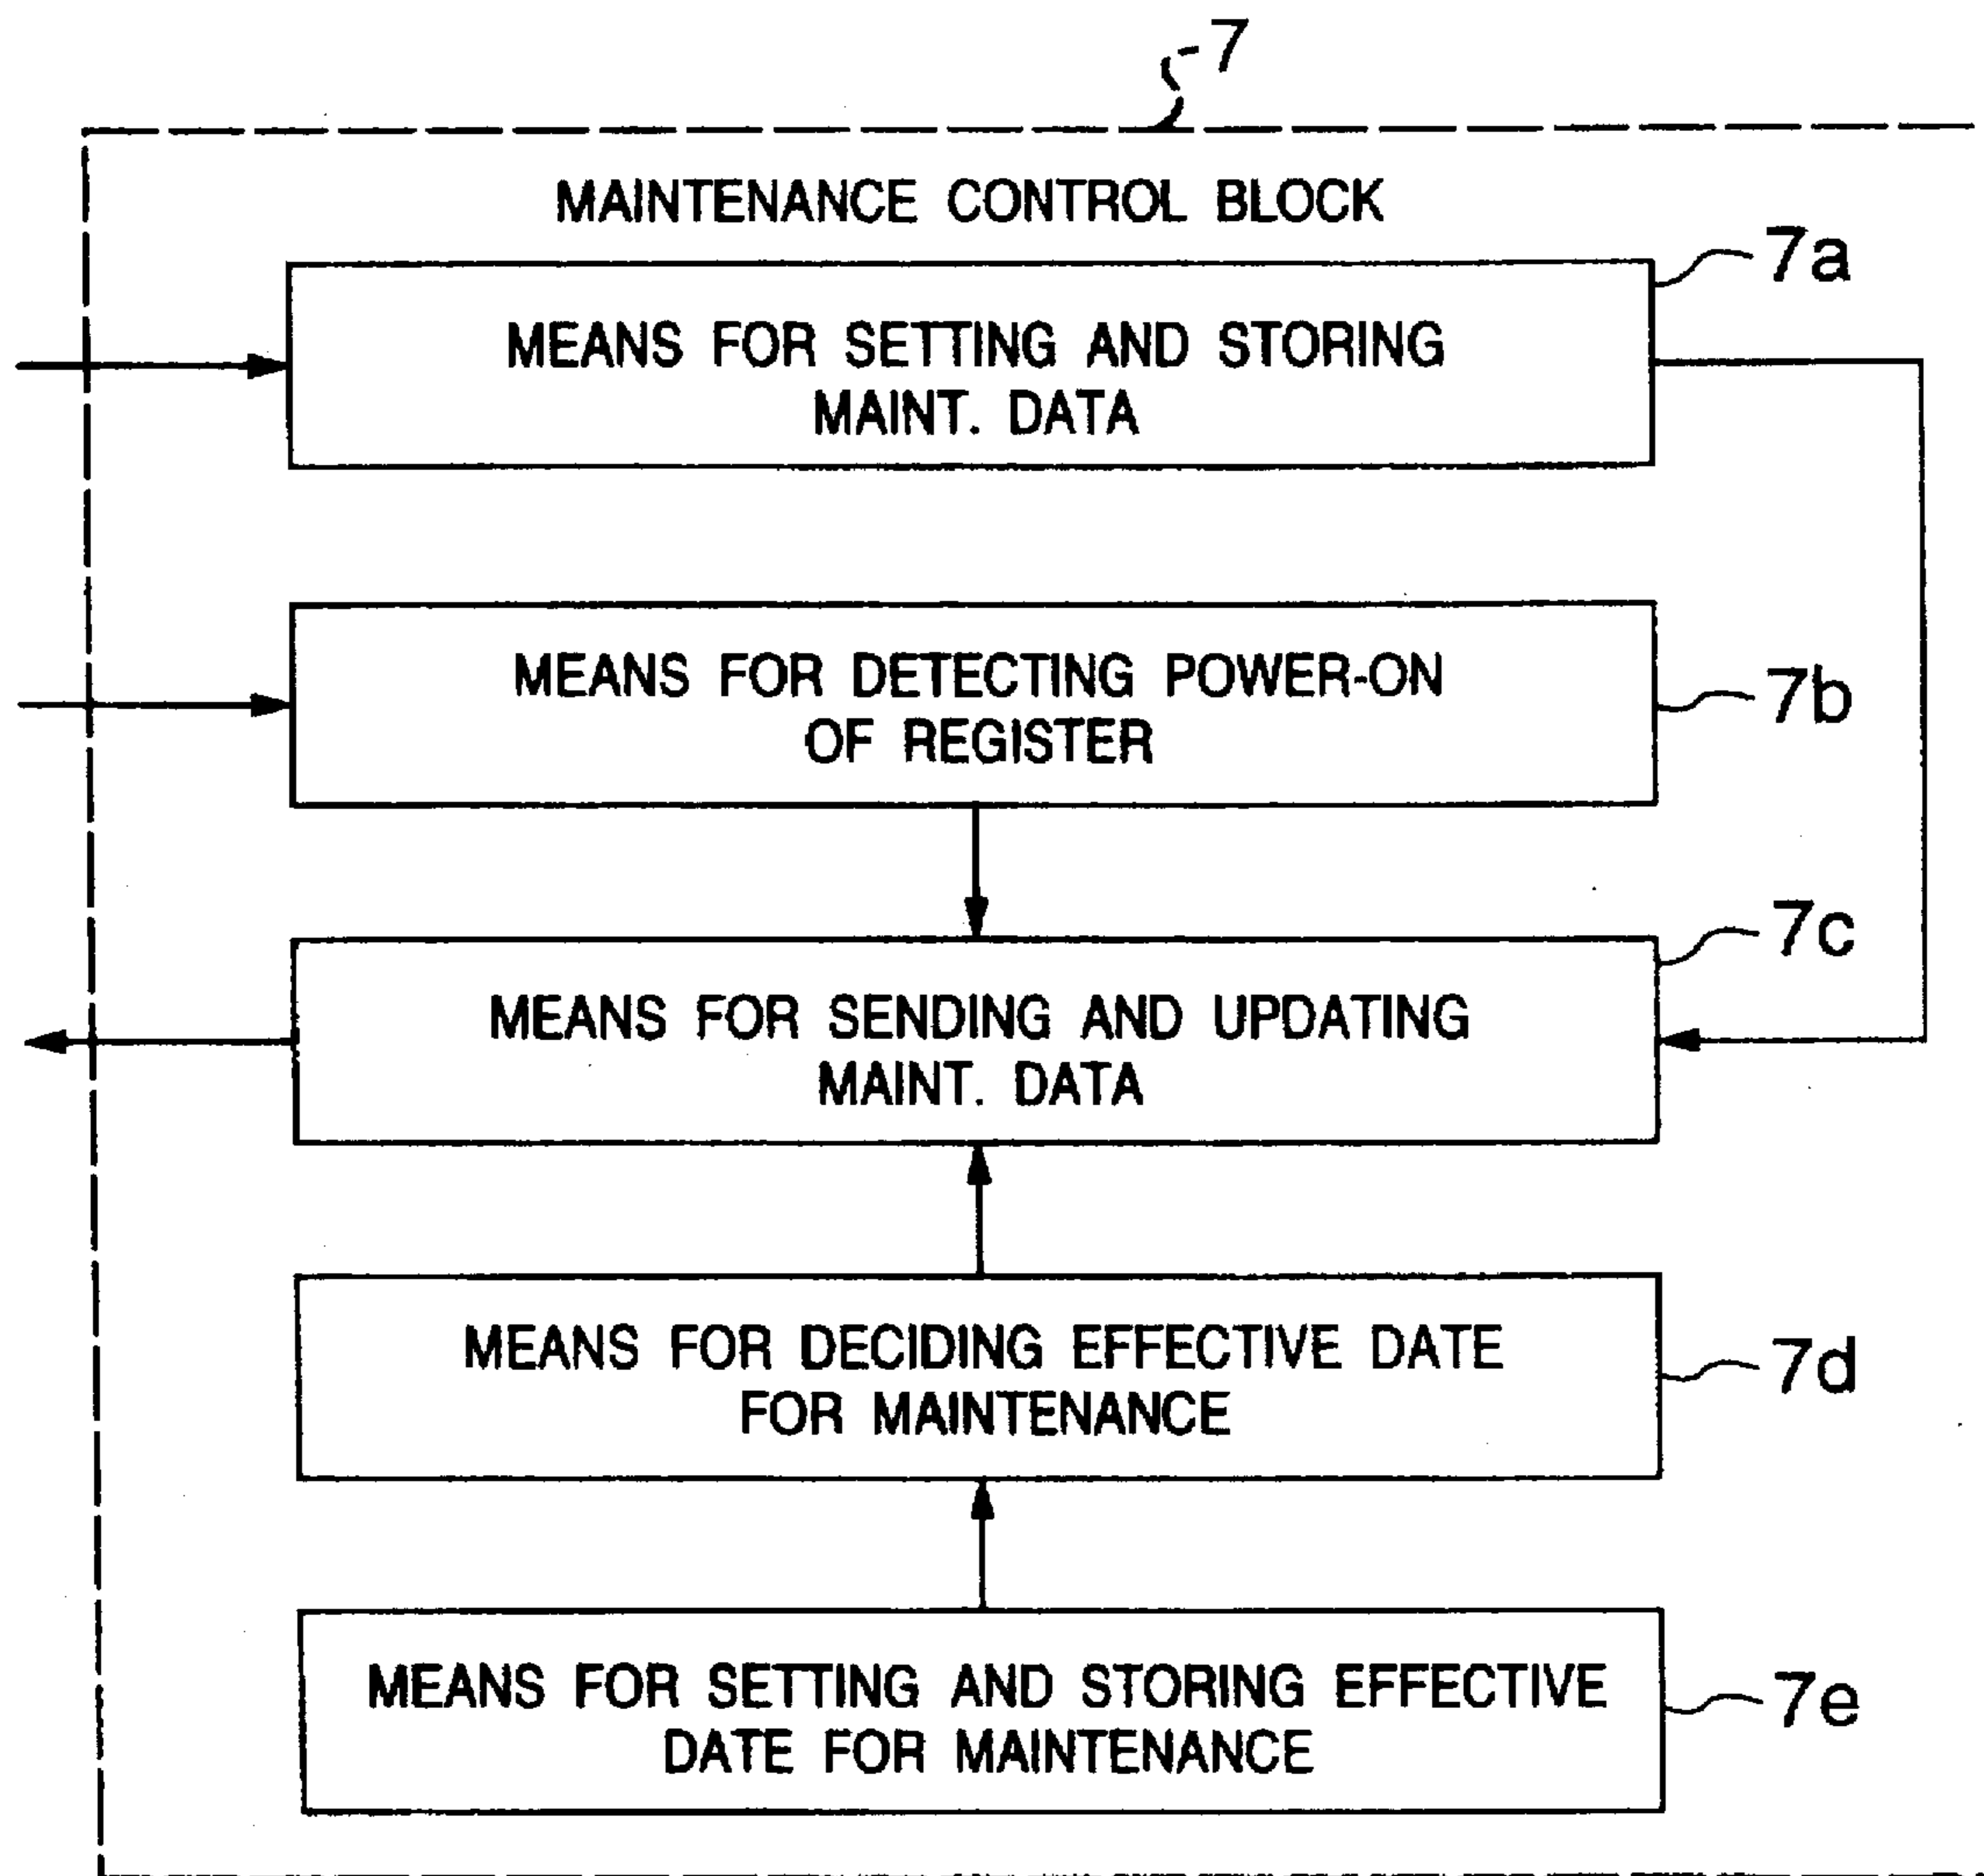 7
MAINTENANCE CONTROL BLOCK
7a
MEANS FOR SETTING AND STORING
MAINT. DATA
MEANS FOR DETECTING POWER-ON
OF REGISTER
7b
7c
MEANS FOR SENDING AND UPDATING
MAINT. DATA
MEANS FOR DECIDING EFFECTIVE DATE
FOR MAINTENANCE
7d
MEANS FOR SETTING AND STORING EFFECTIVE
DATE FOR MAINTENANCE
7e